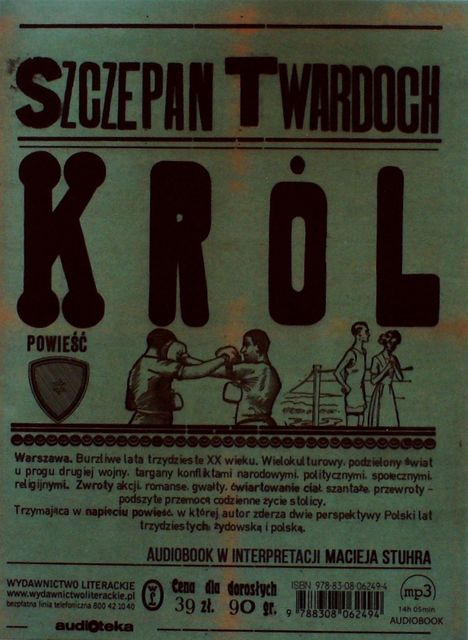 SZCZEPAN TWARDOCH
KRÓL
POWIEŚĆ
Warszawa. Burzliwe lata trzydzieste XX wieku. Wielokulturowy, podzielony świat
u progu drugiej wojny, targany konfliktami narodowymi, politycznymi, społecznymi,
religijnymi. Zwroty akcji, romanse, gwałty, ćwiartowanie ciał, szantaże, przewroty -
podszyte przemocą codzienne życie stolicy.
Trzymająca w napięciu powieść, w której autor zderza dwie perspektywy Polski lat
trzydziestych: żydowską i polską.
AUDIOBOOK W INTERPRETACJI MACIEJA STUHRA
WYDAWNICTWO LITERACKIE
www.wydawnictwoliterackie.pl
bezpłatna linia telefoniczna 800 42 10 40
audioteka
Cena dla dorosłych
39 zł. 90 gr.
ISBN 978-83-08-06249-4
9 788308 062494
mp3
14h 05min
AUDIOBOOK